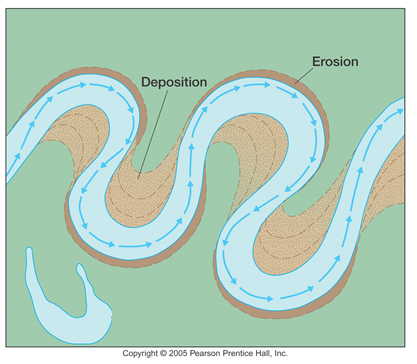 Erosion
Deposition
Copyright © 2005 Pearson Prentice Hall, Inc.